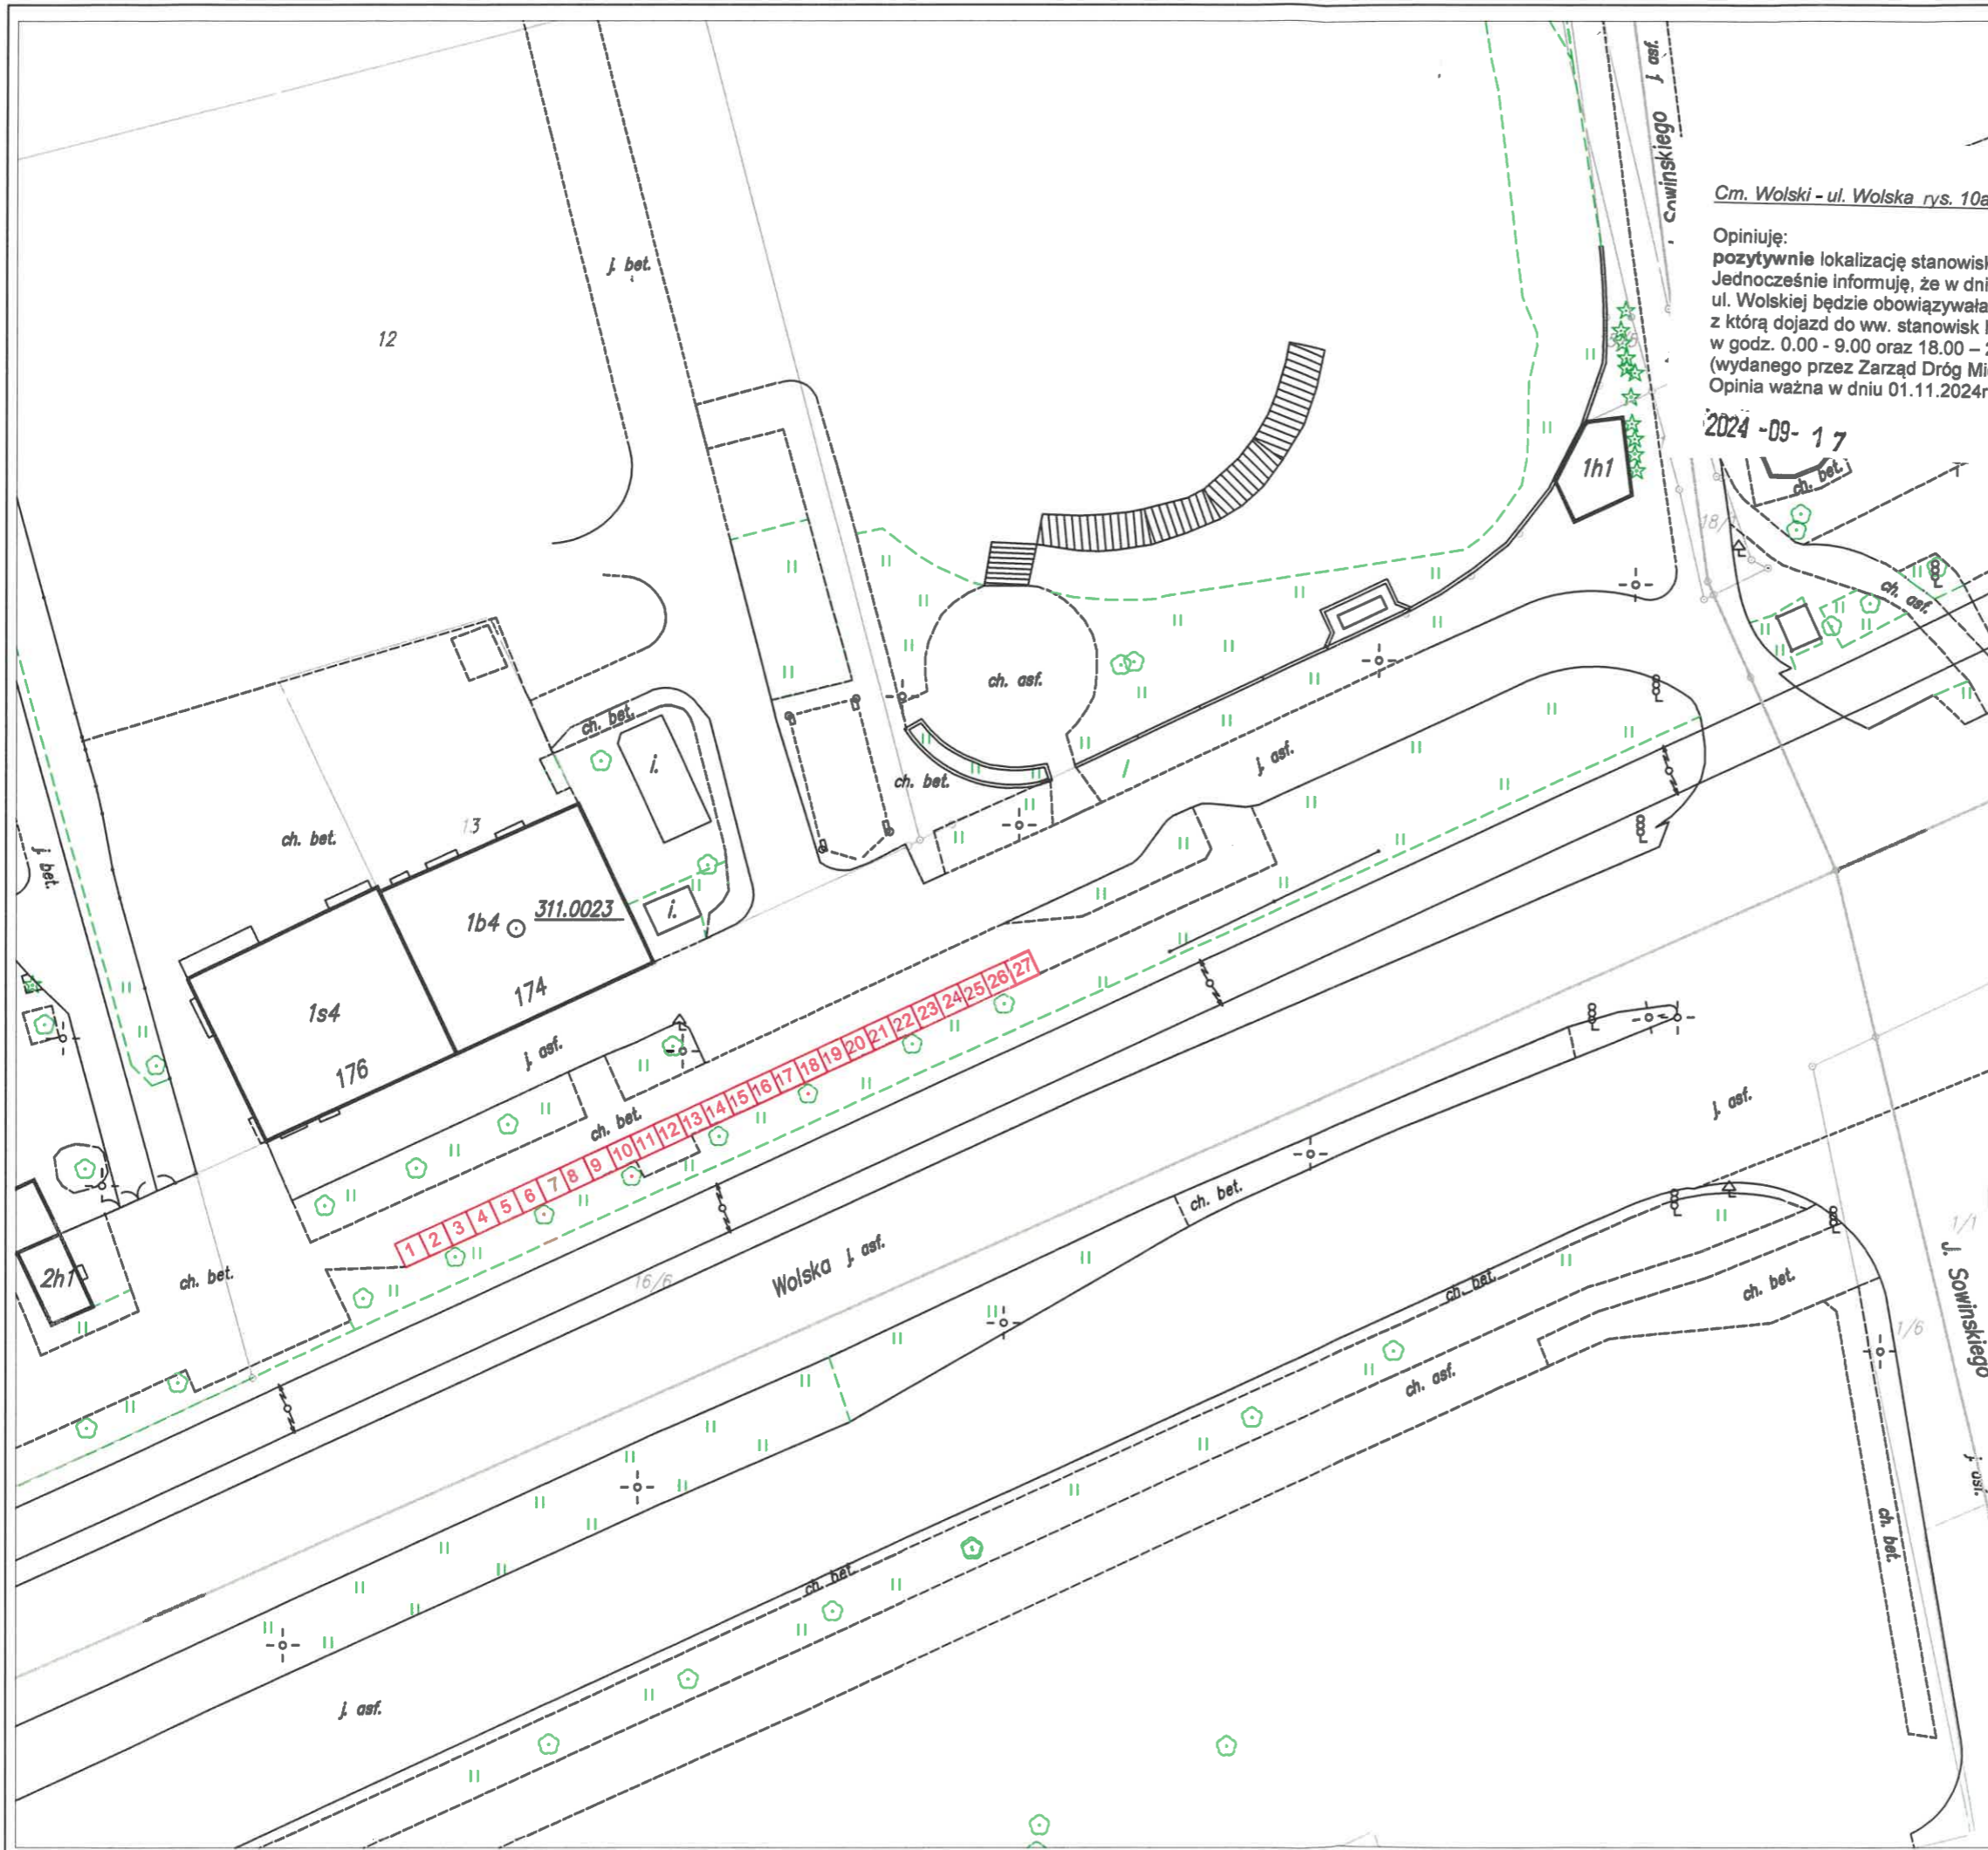 j. asf.
Sowinskiego
Cm. Wolski - ul. Wolska rys. 10a
Opiniuję:
pozytywnie lokalizację stanowisk
Jednocześnie informuję, że w dni
ul. Wolskiej będzie obowiązywała
z którą dojazd do ww. stanowisk
w godz. 0.00 - 9.00 oraz 18.00 –
(wydanego przez Zarząd Dróg
Opinia ważna w dniu 01.11.2024r
2024 -09- 17
j. bet.
12
1h1
ch. bet.
18/
ch. asf.
ch. asf.
ch. bet.
i.
j. asf.
ch. bet.
ch. bet.
13
j. bet.
1b4
311.0023
i.
174
1s4
176
j. asf.
ch. bet.
1 2 3 4 5 6 7 8 9 10 11 12 13 14 15 16 17 18 19 20 21 22 23 24 25 26 27
j. asf.
ch. bet.
2h1
ch. bet.
16/6
Wolska j. asf.
1/1
J. Sowinskiego
ch. bet.
ch. bet.
1/6
ch. asf.
j. asf.
ch. bet.
ch. bet.
j. asf.